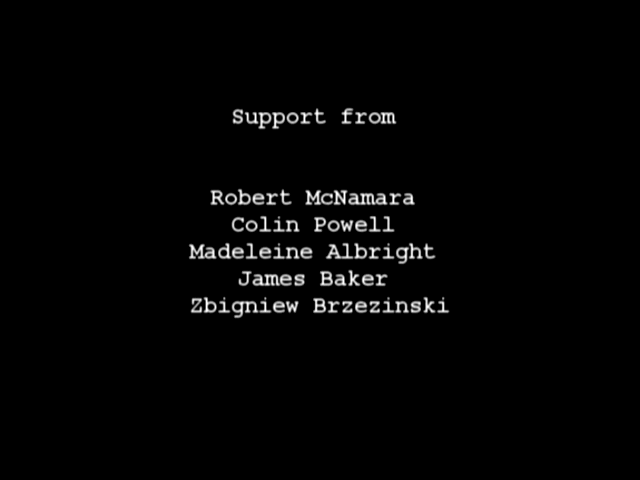 Support from
Robert McNamara
Colin Powell
Madeleine Albright
James Baker
Zbigniew Brzezinski